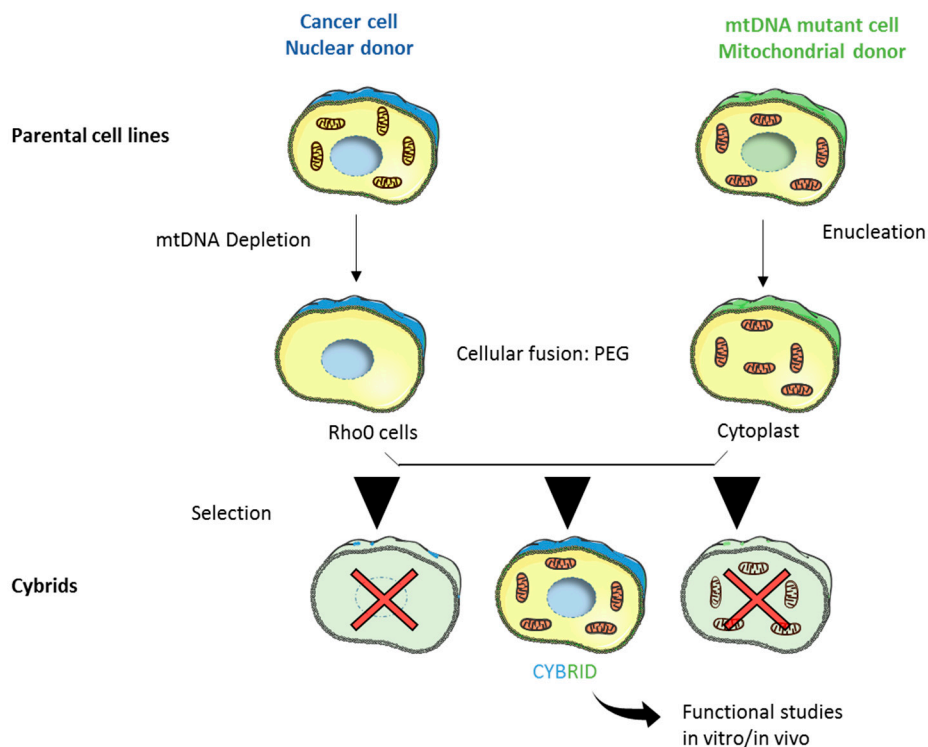 Cancer cell
Nuclear donor
mtDNA mutant cell
Mitochondrial donor
Parental cell lines
mtDNA Depletion
Enucleation
Cellular fusion: PEG
Rho0 cells
Cytoplast
Selection
Cybrids
CYBRID
Functional studies
in vitro/in vivo